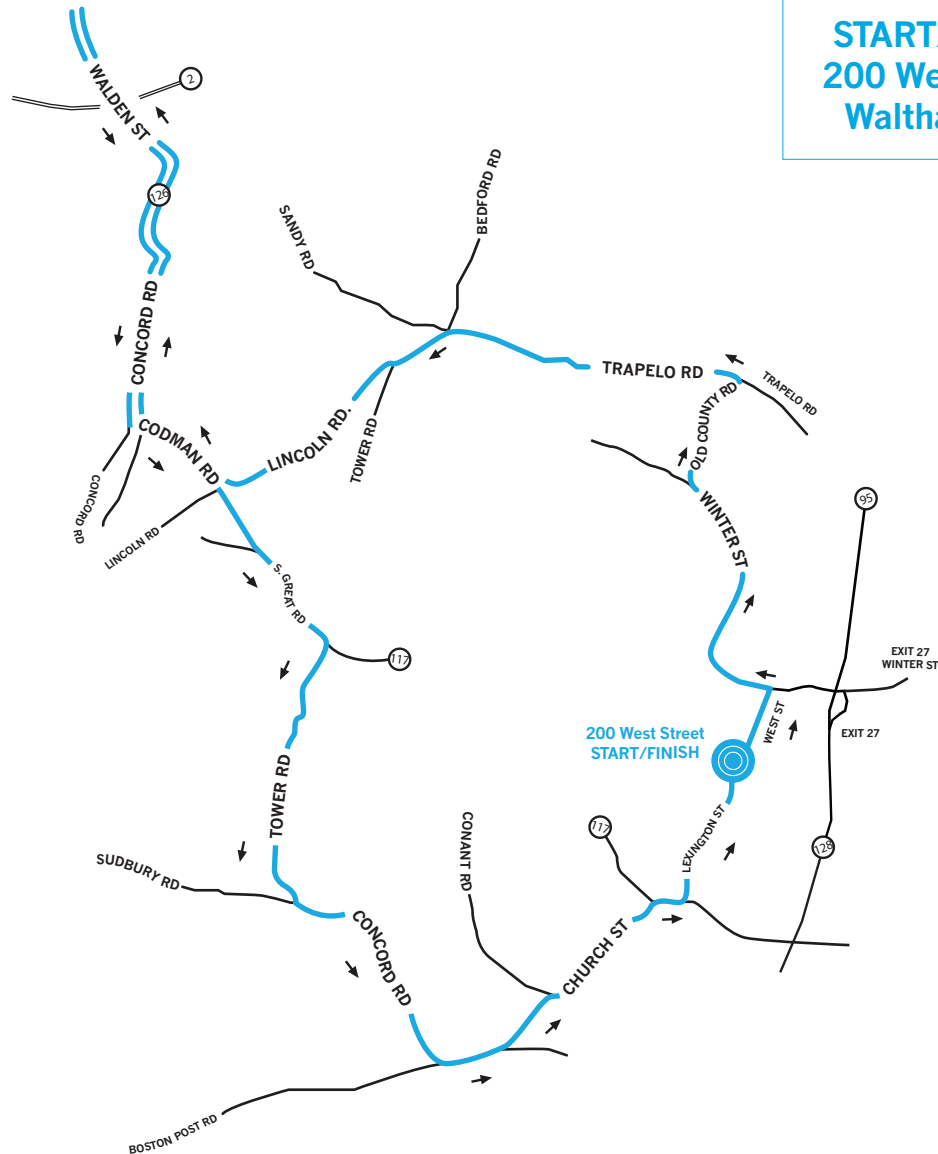 START/
200 We
Waltha
2
WALDEN ST
126
BEDFORD RD
SANDY RD
CONCORD RD
TRAPELO RD
TRAPELO RD
OLD COUNTY RD
CODMAN RD
LINCOLN RD.
TOWER RD
CONCORD RD
LINCOLN RD
WINTER ST
95
S. GREAT RD
117
EXIT 27
WINTER ST
WEST ST
EXIT 27
200 West Street
START/FINISH
TOWER RD
LEXINGTON ST
117
128
CONANT RD
SUDBURY RD
CONCORD RD
CHURCH ST
BOSTON POST RD